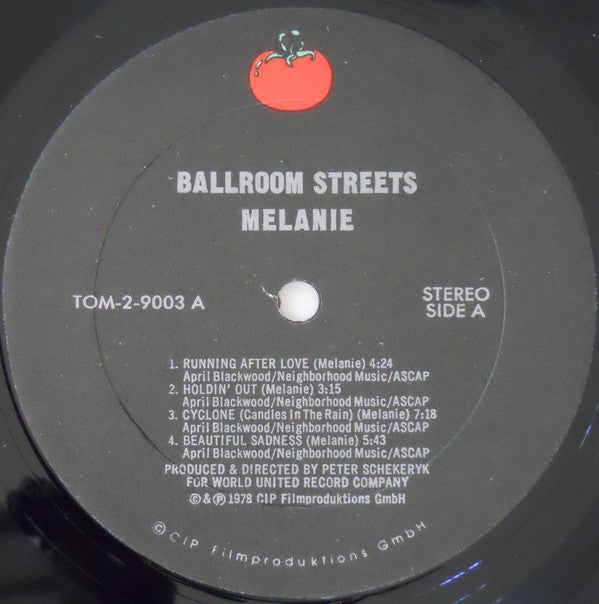 BALLROOM STREETS
MELANIE
TOM-2-9003 A
STEREO
SIDE A
1. RUNNING AFTER LOVE (Melanie) 4:24
April Blackwood/Neighborhood Music/ASCAP
2. HOLDIN' OUT (Melanie) 3:15
April Blackwood/Neighborhood Music/ASCAP
3. CYCLONE (Candles In The Rain) (Melanie) 7:18
April Blackwood/Neighborhood Music/ASCAP
4. BEAUTIFUL SADNESS (Melanie) 5:43
April Blackwood/Neighborhood Music/ASCAP
PRODUCED & DIRECTED BY PETER SCHEKERYK
FOR WORLD UNITED RECORD COMPANY
©&℗1978 CIP Filmproduktions GmbH
©CIP Filmproduktions GmbH